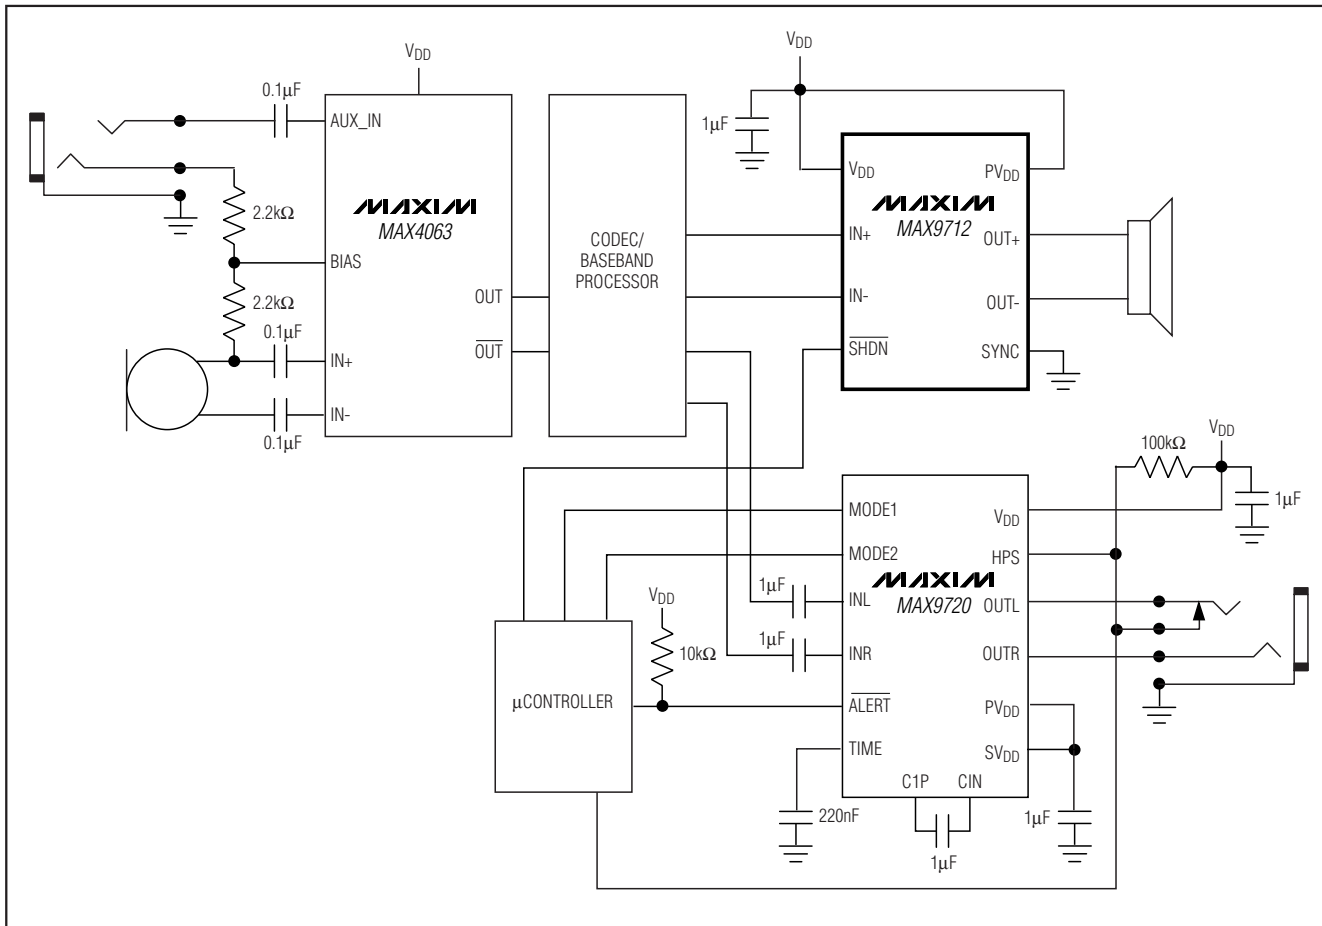 V_DD
0.1µF
AUX_IN
MAXIM
MAX4063
2.2kΩ
BIAS
2.2kΩ
0.1µF
IN+
IN-
0.1µF
OUT
O̅U̅T̅
CODEC/
BASEBAND
PROCESSOR
V_DD
1µF
V_DD
PV_DD
MAXIM
MAX9712
IN+
OUT+
IN-
OUT-
S̅H̅D̅N̅
SYNC
V_DD
100kΩ
1µF
MODE1
V_DD
MODE2
HPS
MAXIM
MAX9720
1µF
INL
OUTL
1µF
INR
OUTR
V_DD
10kΩ
µCONTROLLER
A̅L̅E̅R̅T̅
PV_DD
TIME
SV_DD
C1P
CIN
220nF
1µF
1µF